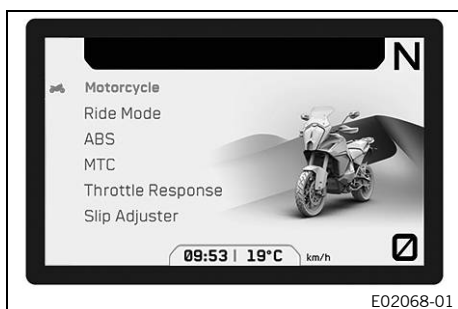 N
Motorcycle
Ride Mode
ABS
MTC
Throttle Response
Slip Adjuster
0
09:53 | 19°C km/h
E02068-01